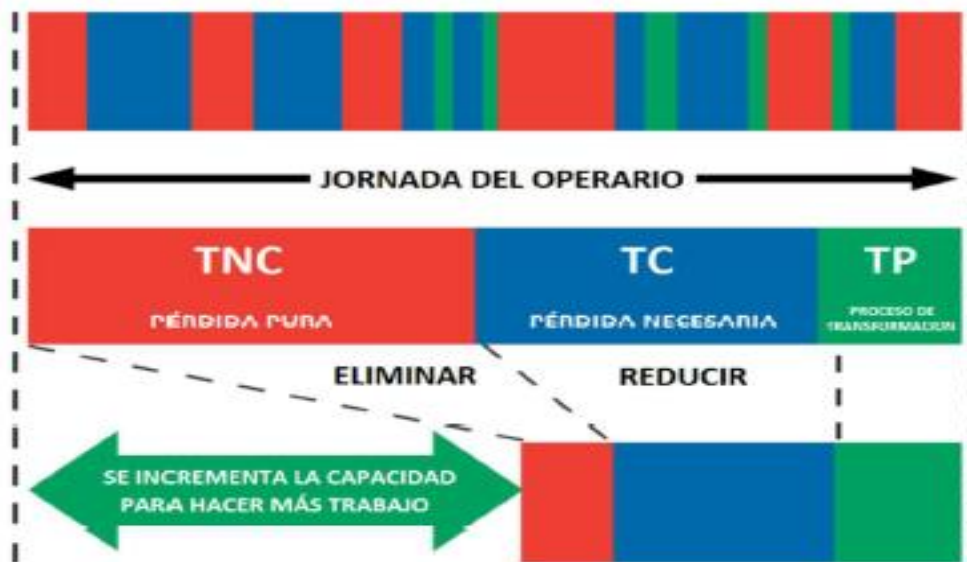 JORNADA DEL OPERARIO
TNC
TC
TP
PÉRDIDA PURA
PÉRDIDA NECESARIA
PROCESO DE
TRANSFORMACION
ELIMINAR
REDUCIR
SE INCREMENTA LA CAPACIDAD
PARA HACER MÁS TRABAJO